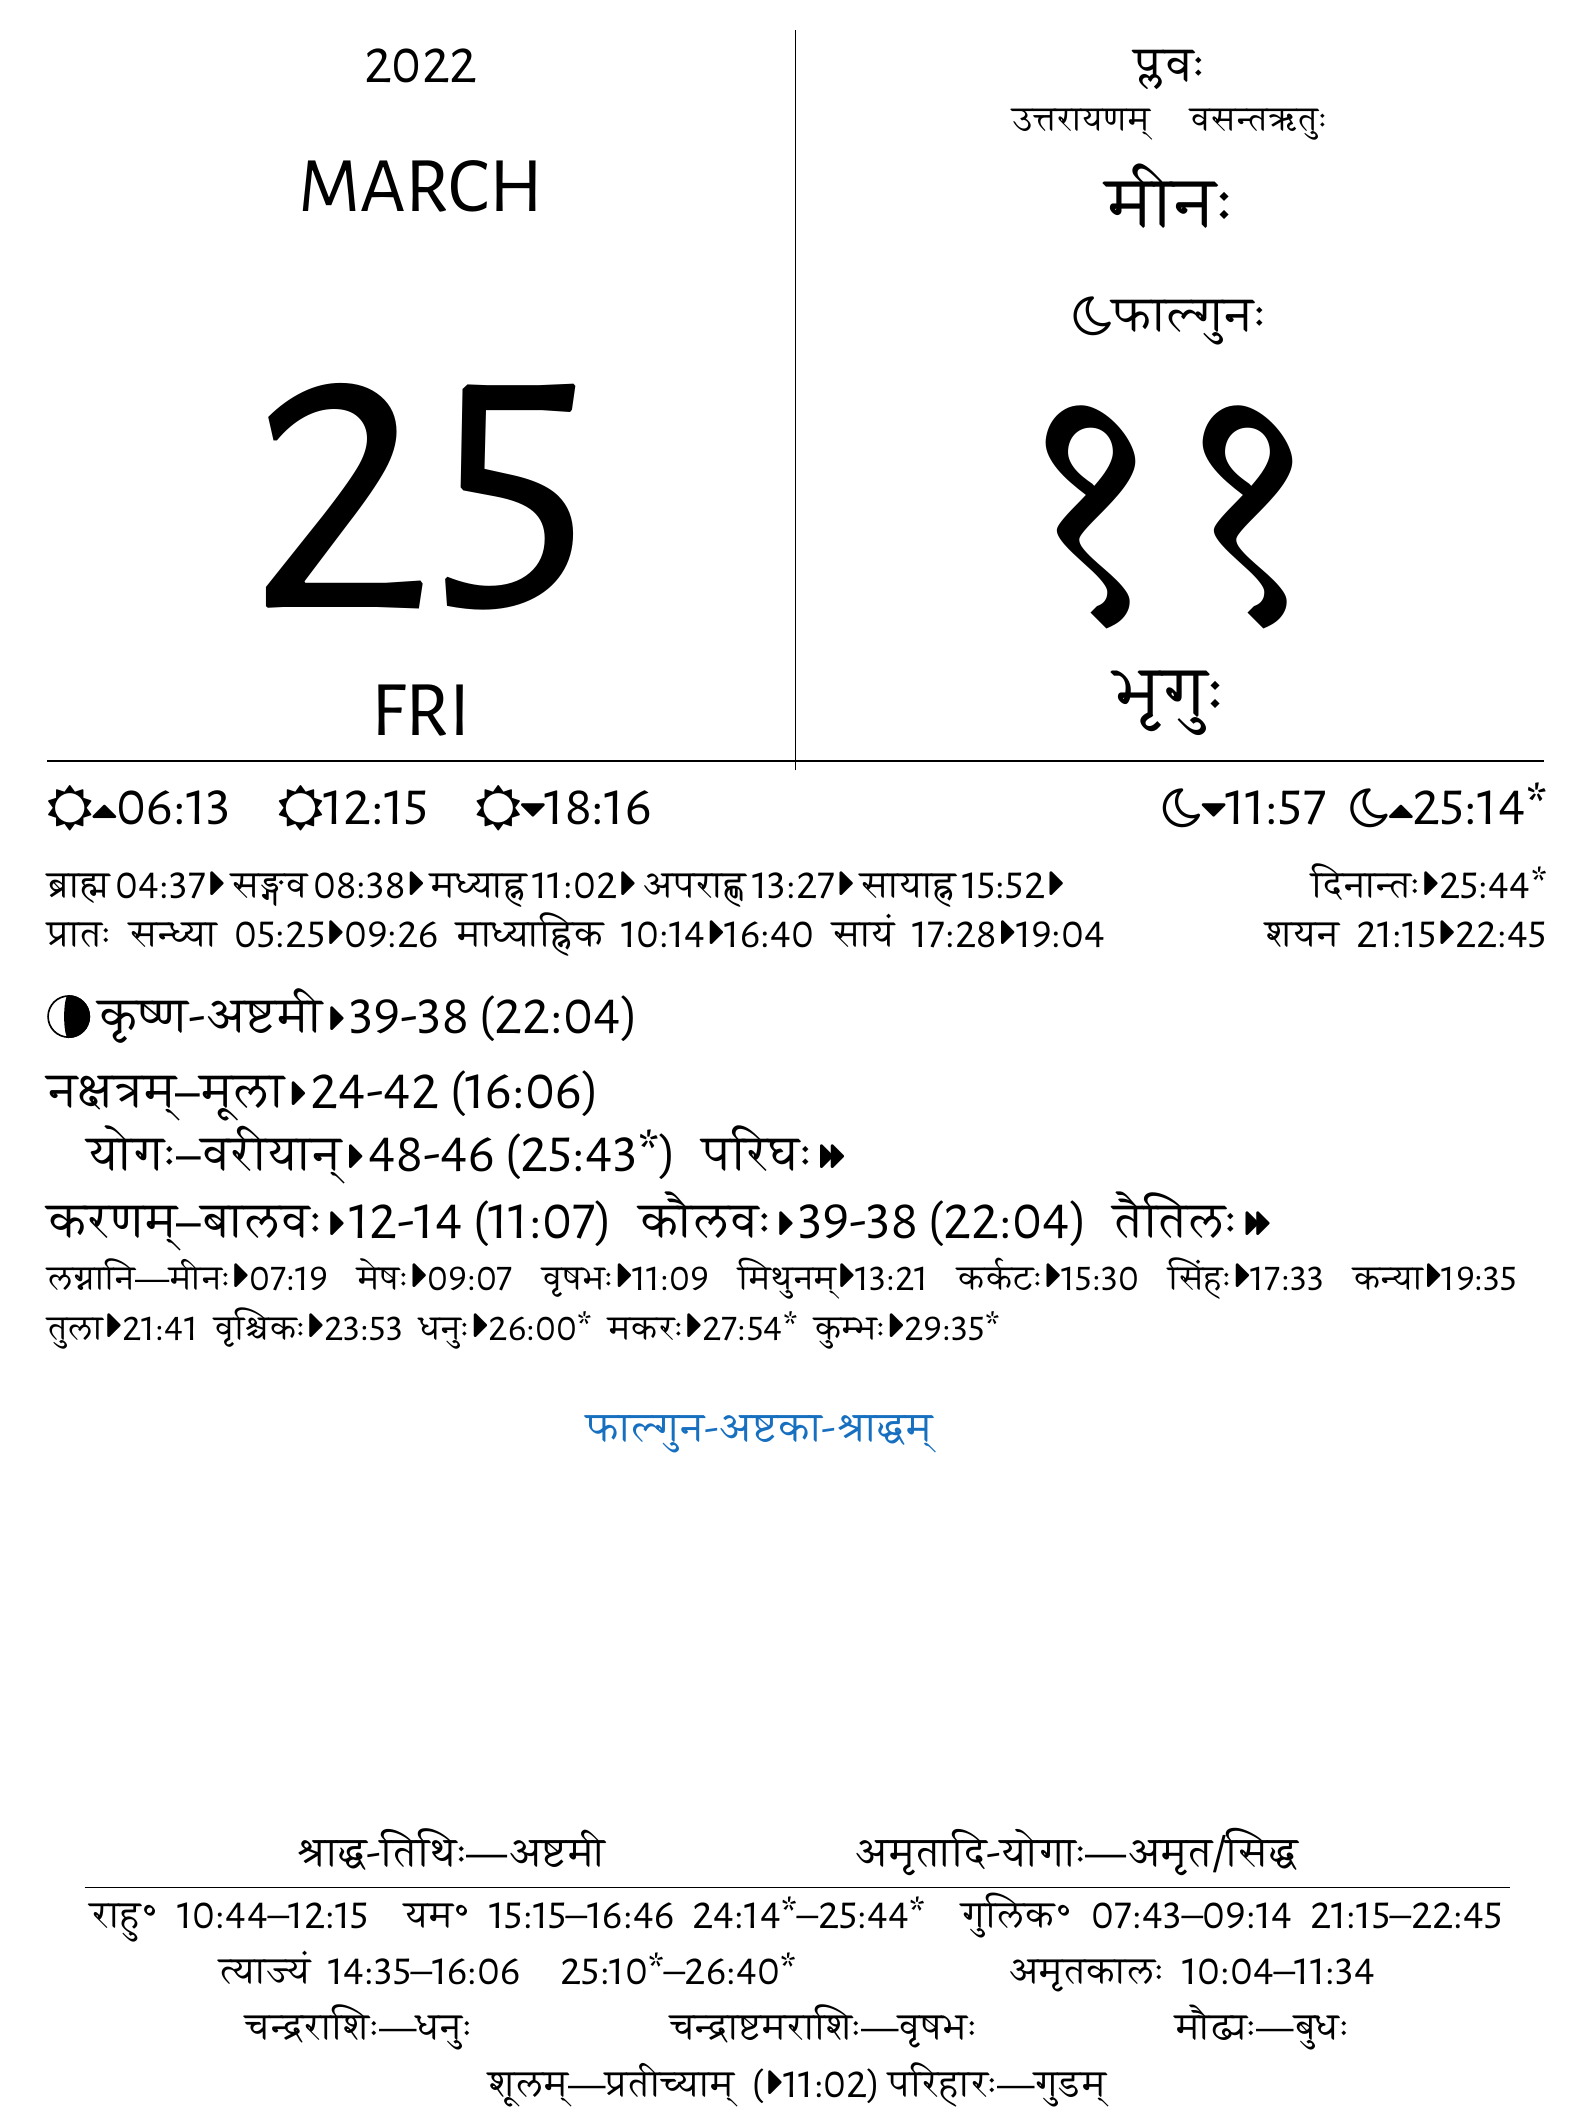 2022
MARCH
25
FRI
प्लवः
उत्तरायणम् वसन्तऋतुः
मीनः
फाल्गुनः
११
भृगुः
06:13 12:15 18:16 11:57 25:14*
ब्राह्म 04:37 सङ्गव 08:38 मध्याह्न 11:02 अपराह्ण 13:27 सायाह्न 15:52 दिनान्तः 25:44*
प्रातः सन्ध्या 05:25 09:26 माध्याह्निक 10:14 16:40 सायं 17:28 19:04 शयन 21:15 22:45
कृष्ण-अष्टमी 39-38 (22:04)
नक्षत्रम्–मूला 24-42 (16:06)
योगः–वरीयान् 48-46 (25:43*) परिघः
करणम्–बालवः 12-14 (11:07) कौलवः 39-38 (22:04) तैतिलः
लग्नानि—मीनः 07:19 मेषः 09:07 वृषभः 11:09 मिथुनम् 13:21 कर्कटः 15:30 सिंहः 17:33 कन्या 19:35
तुला 21:41 वृश्चिकः 23:53 धनुः 26:00* मकरः 27:54* कुम्भः 29:35*
फाल्गुन-अष्टका-श्राद्धम्
श्राद्ध-तिथिः—अष्टमी अमृतादि-योगाः—अमृत/सिद्ध
राहु॰ 10:44–12:15 यम॰ 15:15–16:46 24:14*–25:44* गुलिक॰ 07:43–09:14 21:15–22:45
त्याज्यं 14:35–16:06 25:10*–26:40* अमृतकालः 10:04–11:34
चन्द्रराशिः—धनुः चन्द्राष्टमराशिः—वृषभः मौढ्यः—बुधः
शूलम्—प्रतीच्याम् (11:02) परिहारः—गुडम्